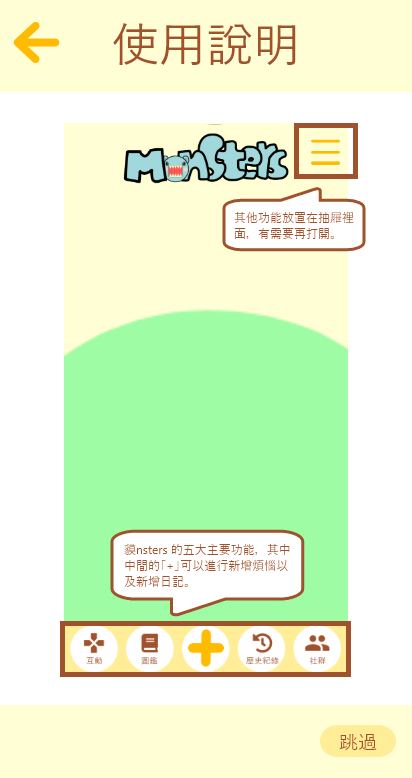 使用說明
Monsters
其他功能放置在抽屜裡
面，有需要再打開。
貘nsters 的五大主要功能，其中
中間的「+」可以進行新增煩惱以
及新增日記。
互動
圖鑑
歷史紀錄
社群
跳過